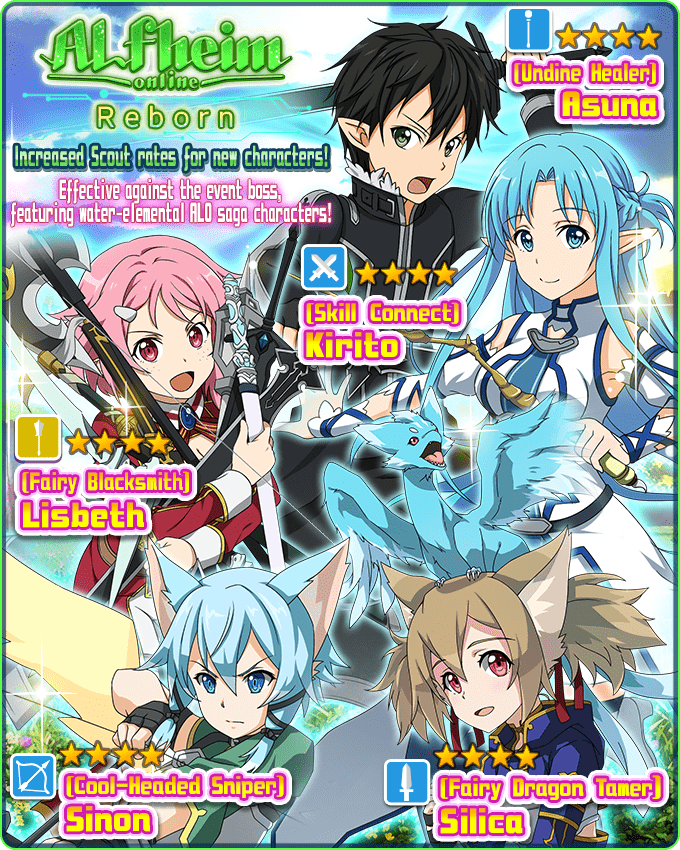 ALfheim
online
Reborn
Increased Scout rates for new characters!
Effective against the event boss,
featuring water-elemental ALO saga characters!
[Undine Healer]
Asuna
[Skill Connect]
Kirito
[Fairy Blacksmith]
Lisbeth
[Cool-Headed Sniper]
Sinon
[Fairy Dragon Tamer]
Silica